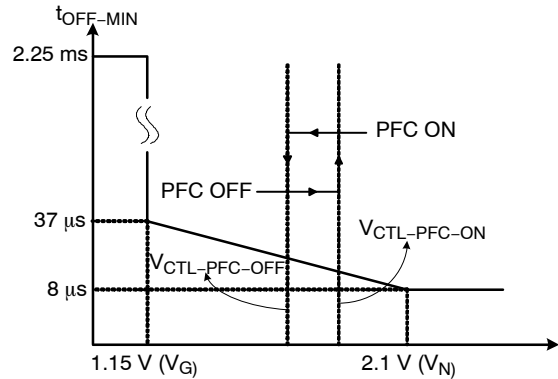 tOFF–MIN
2.25 ms
PFC ON
PFC OFF
37 μs
VCTL–PFC–ON
VCTL–PFC–OFF
8 μs
1.15 V (VG)
2.1 V (VN)